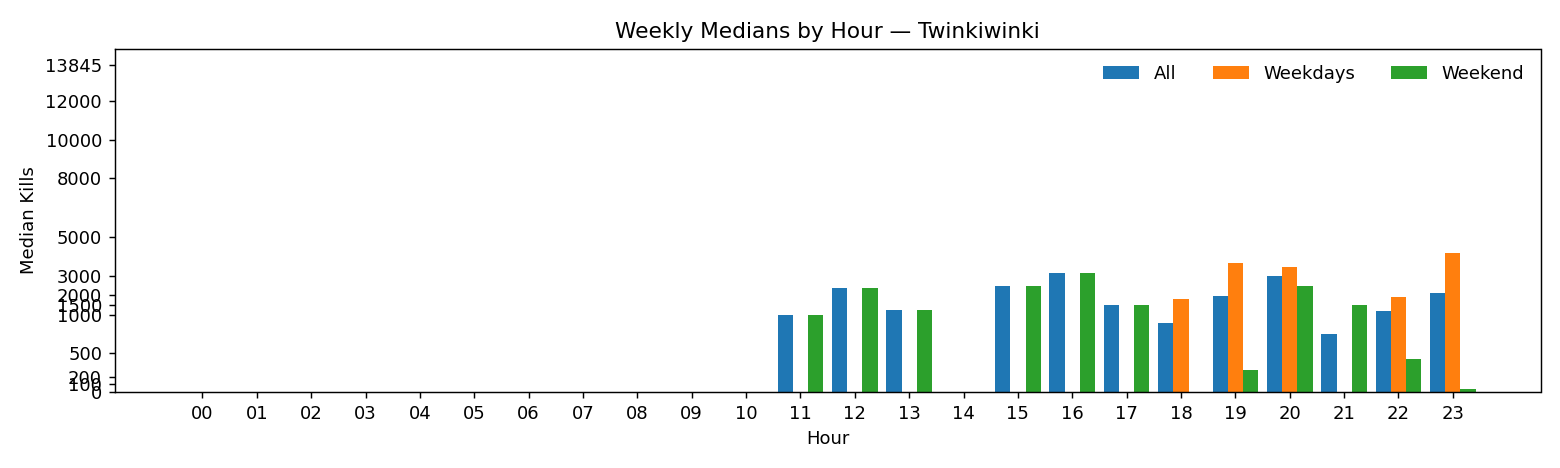 Weekly Medians by Hour — Twinkiwinki
All Weekdays Weekend
Median Kills
13845
12000
10000
8000
5000
3000
2000
1500
1000
500
200
100
0
00 01 02 03 04 05 06 07 08 09 10 11 12 13 14 15 16 17 18 19 20 21 22 23
Hour